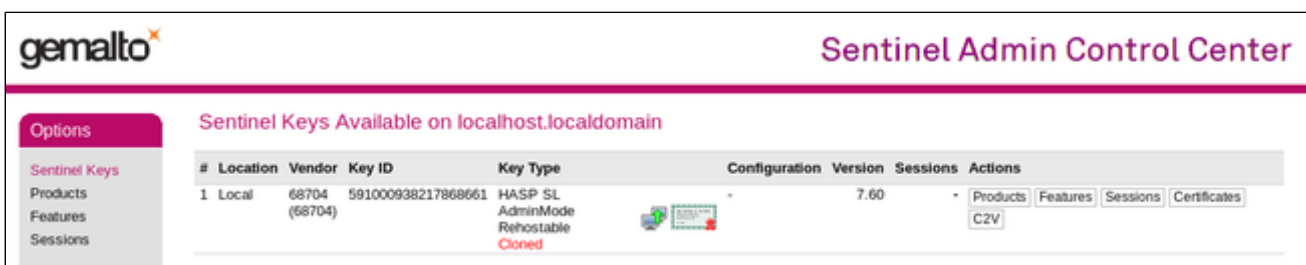 gemalto
Sentinel Admin Control Center
Options
Sentinel Keys Available on localhost.localdomain
Sentinel Keys
Products
Features
Sessions
# Location Vendor Key ID Key Type Configuration Version Sessions Actions
1 Local 68704 591000938217868661 HASP SL - 7.60 - Products Features Sessions Certificates
(68704) AdminMode C2V
Rehostable
Cloned